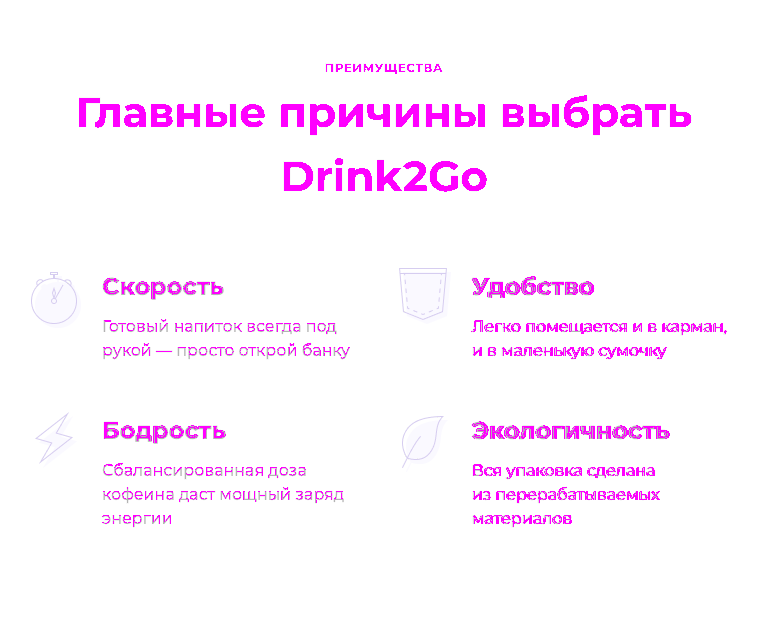 ПРЕИМУЩЕСТВА
Главные причины выбрать
Drink2Go
Скорость
Готовый напиток всегда под
рукой — просто открой банку
Удобство
Легко помещается и в карман,
и в маленькую сумочку
Бодрость
Сбалансированная доза
кофеина даст мощный заряд
энергии
Экологичность
Вся упаковка сделана
из перерабатываемых
материалов